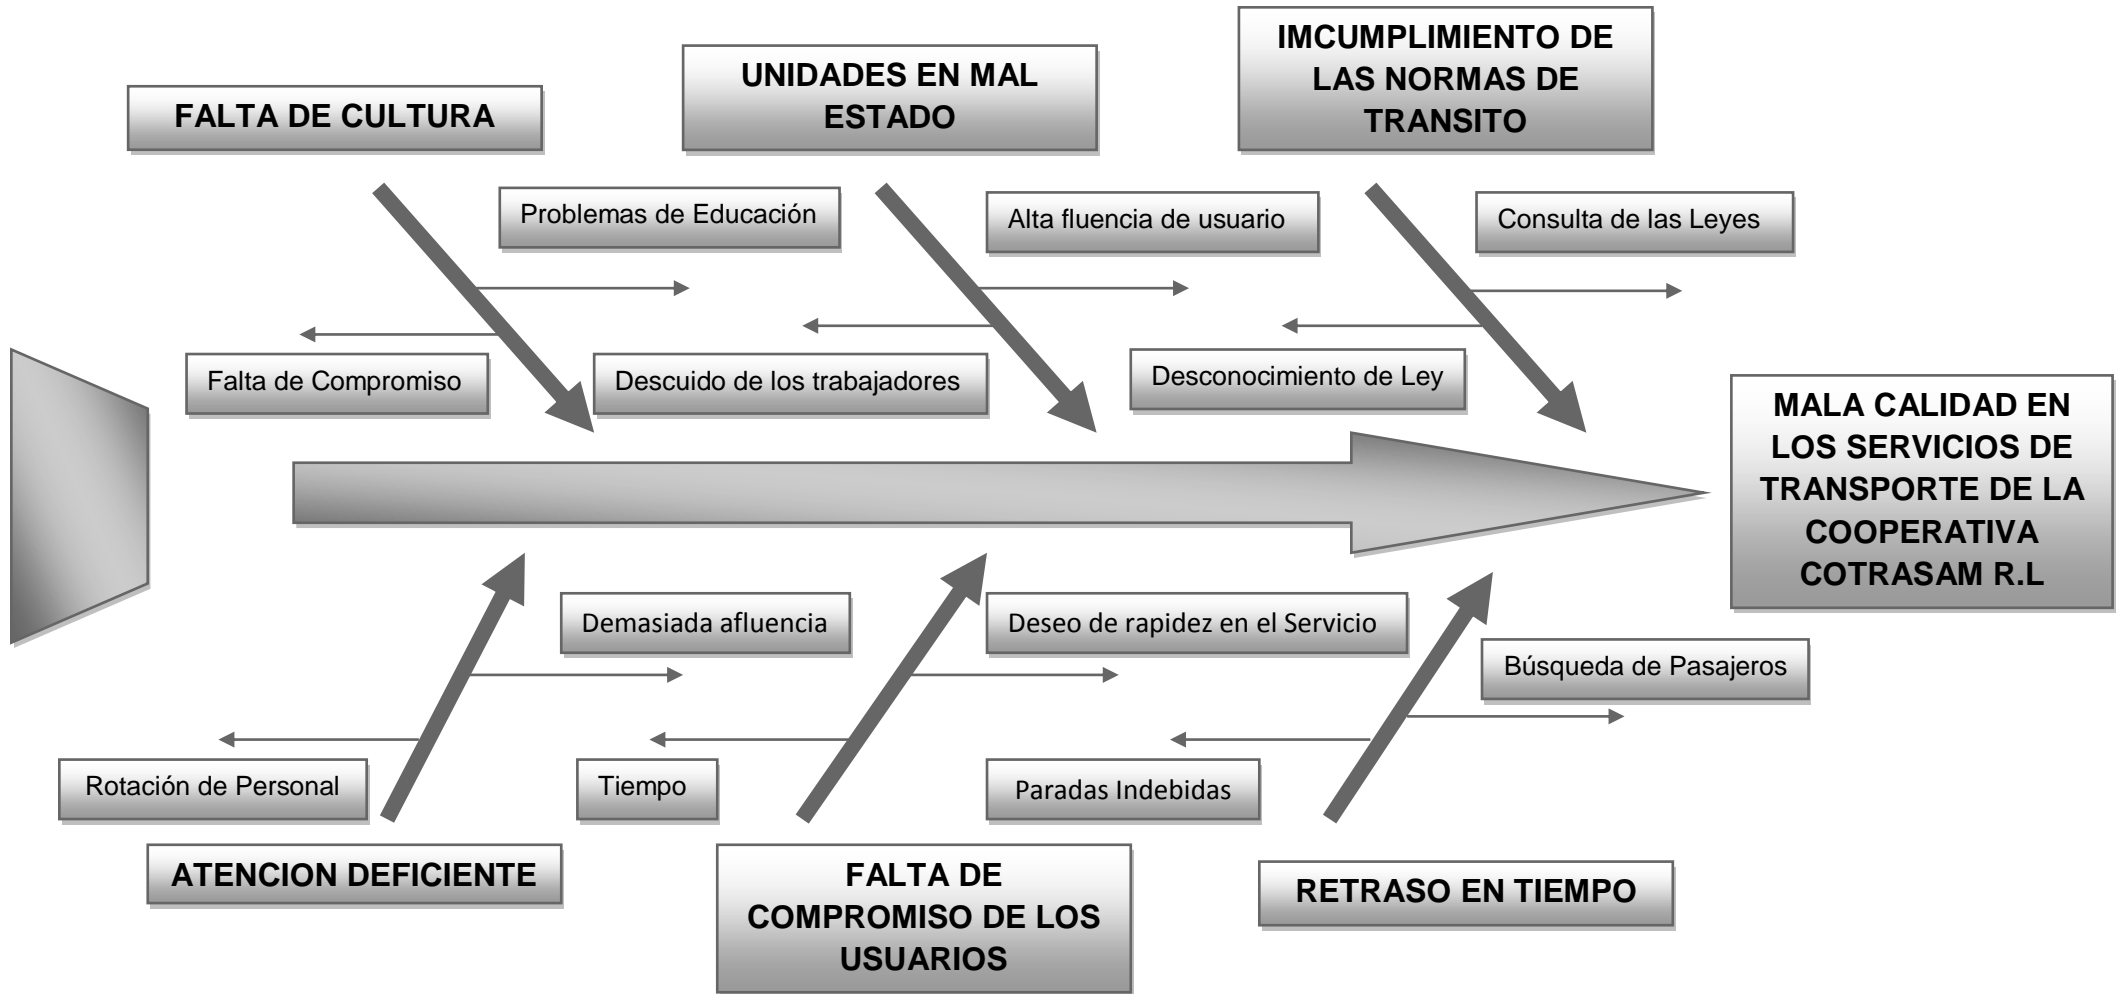 FALTA DE CULTURA
UNIDADES EN MAL
ESTADO
IMCUMPLIMIENTO DE
LAS NORMAS DE
TRANSITO
Problemas de Educación
Alta fluencia de usuario
Consulta de las Leyes
Falta de Compromiso
Descuido de los trabajadores
Desconocimiento de Ley
MALA CALIDAD EN
LOS SERVICIOS DE
TRANSPORTE DE LA
COOPERATIVA
COTRASAM R.L
Demasiada afluencia
Deseo de rapidez en el Servicio
Búsqueda de Pasajeros
Rotación de Personal
Tiempo
Paradas Indebidas
ATENCION DEFICIENTE
FALTA DE
COMPROMISO DE LOS
USUARIOS
RETRASO EN TIEMPO